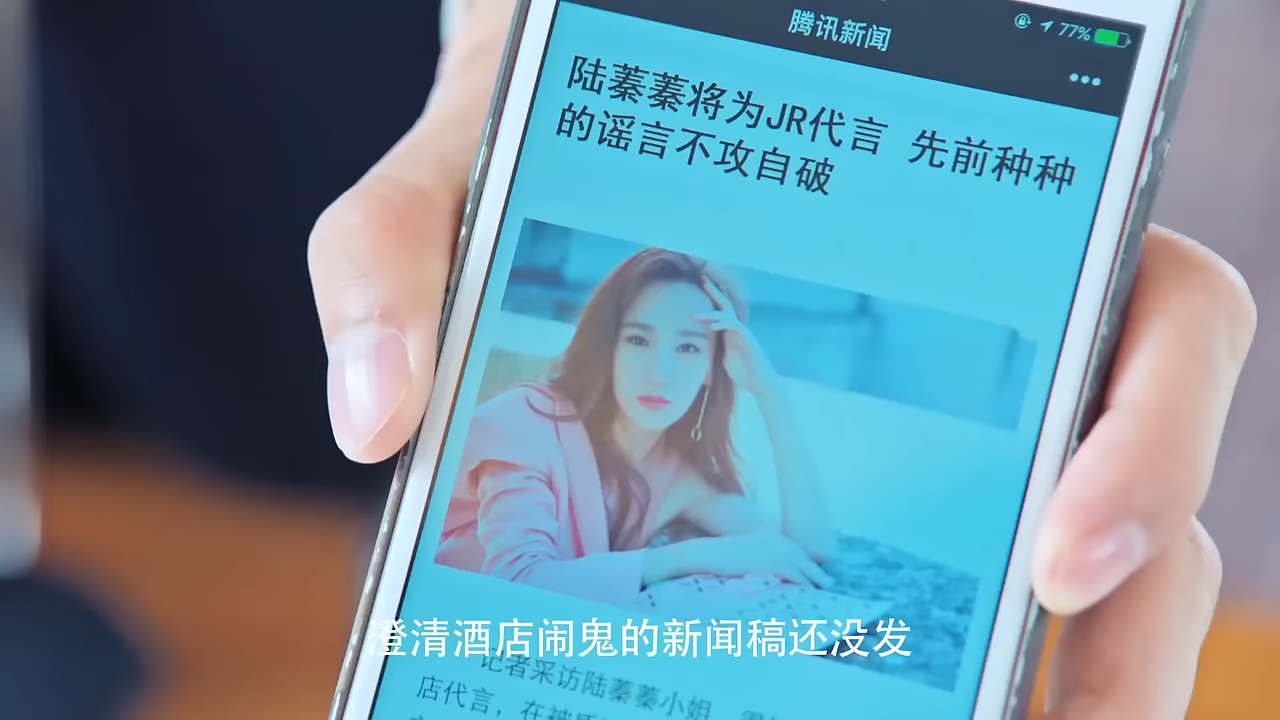 腾讯新闻
77%
陆蓁蓁将为JR代言 先前种种
的谣言不攻自破
澄清酒店闹鬼的新闻稿还没发
记者采访陆蓁蓁小姐
店代言，在被